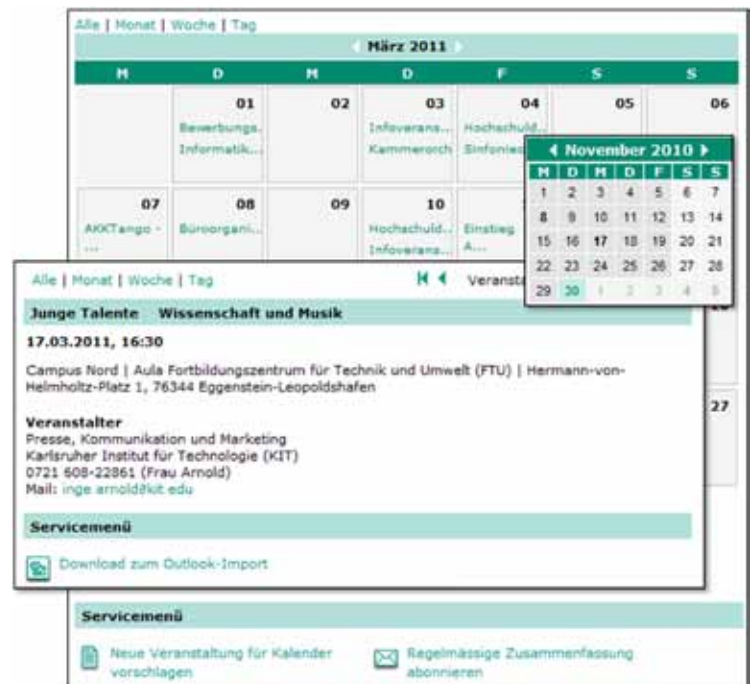 Alle | Monat | Woche | Tag
März 2011
M D M D F S S
01 02 03 04 05 06
Bewerbungs. Infoverans... Hochschuld..
Informatik... Kammerorch Sinfonies
07 08 09 10
AKKTango - Büroorgani... Hochschuld.. Einstieg
... Infoverans... A...
November 2010
M D M D F S S
1 2 3 4 5 6 7
8 9 10 11 12 13 14
15 16 17 18 19 20 21
22 23 24 25 26 27 28
29 30 1 2 3 4 5
Alle | Monat | Woche | Tag Veransta
Junge Talente Wissenschaft und Musik
17.03.2011, 16:30
Campus Nord | Aula Fortbildungszentrum für Technik und Umwelt (FTU) | Hermann-von-
Helmholtz-Platz 1, 76344 Eggenstein-Leopoldshafen
Veranstalter
Presse, Kommunikation und Marketing
Karlsruher Institut für Technologie (KIT)
0721 608-22861 (Frau Arnold)
Mail: inge arnold∂kit edu
Servicemenü
Download zum Outlook-Import
27
Servicemenü
Neue Veranstaltung für Kalender
vorschlagen
Regelmässige Zusammenfassung
abonnieren